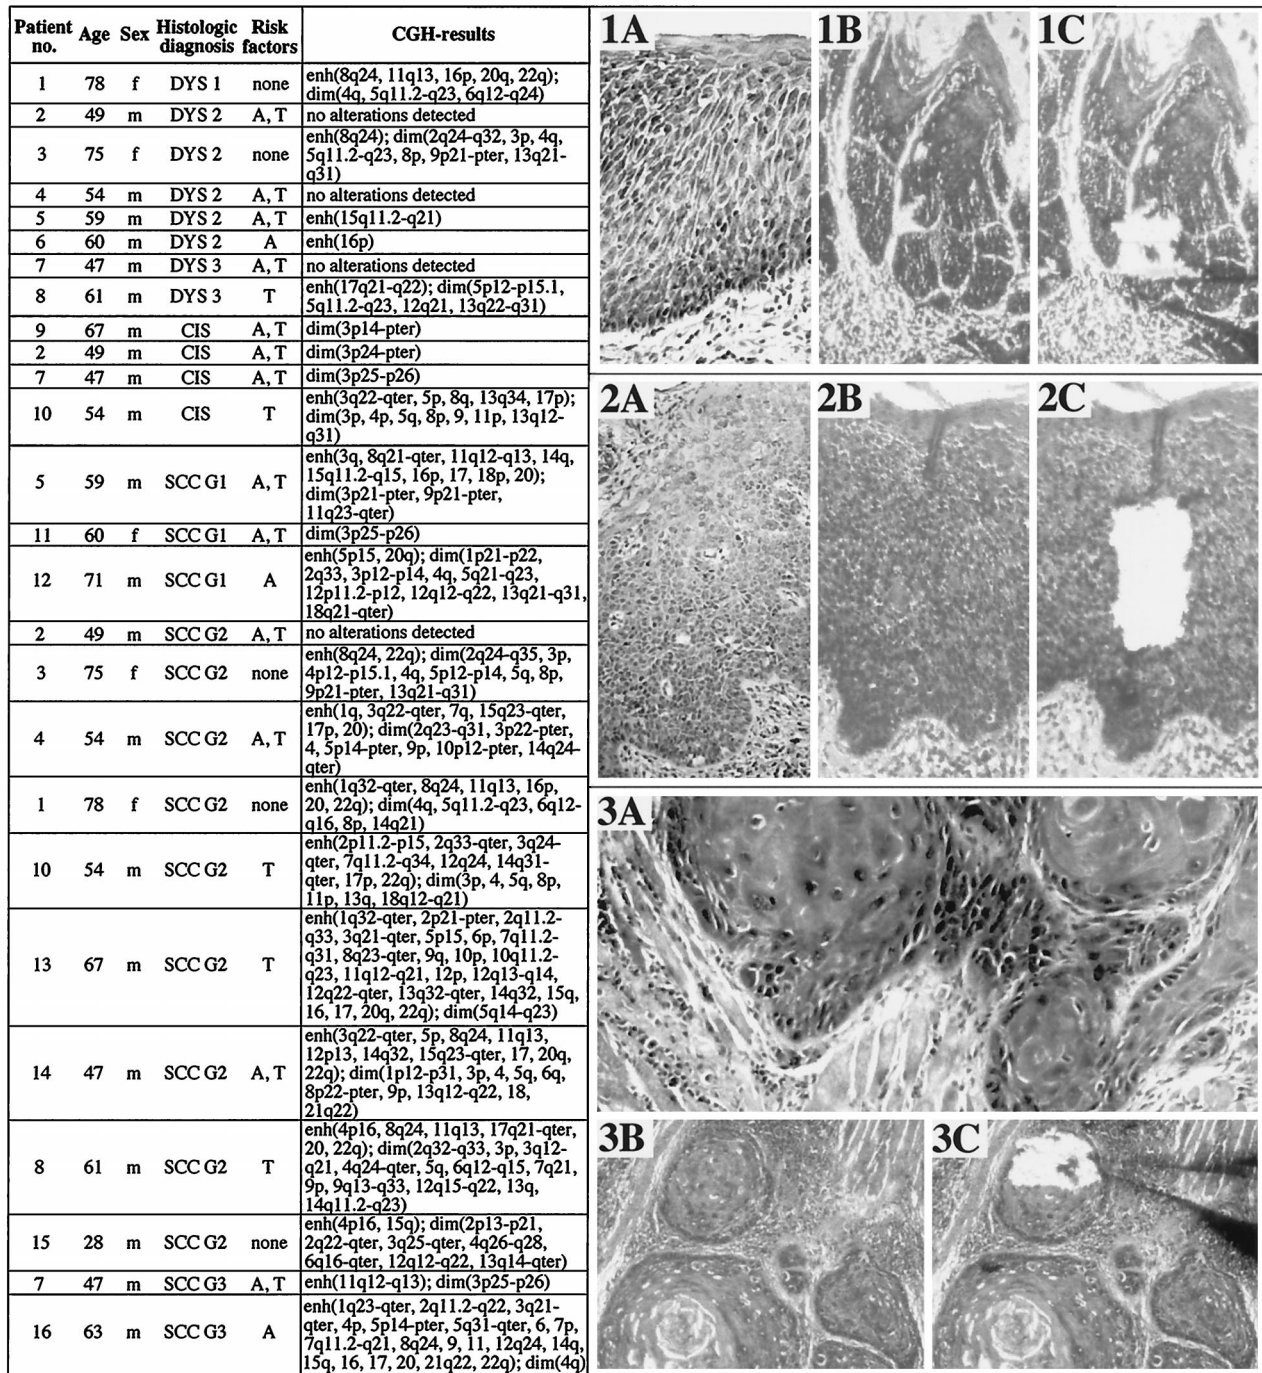 Patient no. Age Sex Histologic diagnosis Risk factors CGH-results
1 78 f DYS 1 none enh(8q24, 11q13, 16p, 20q, 22q);
dim(4q, 5q11.2-q23, 6q12-q24)
2 49 m DYS 2 A, T no alterations detected
3 75 f DYS 2 none enh(8q24); dim(2q24-q32, 3p, 4q,
5q11.2-q23, 8p, 9p21-pter, 13q21-
q31)
4 54 m DYS 2 A, T no alterations detected
5 59 m DYS 2 A, T enh(15q11.2-q21)
6 60 m DYS 2 A enh(16p)
7 47 m DYS 3 A, T no alterations detected
8 61 m DYS 3 T enh(17q21-q22); dim(5p12-p15.1,
5q11.2-q23, 12q21, 13q22-q31)
9 67 m CIS A, T dim(3p14-pter)
2 49 m CIS A, T dim(3p24-pter)
7 47 m CIS A, T dim(3p25-p26)
10 54 m CIS T enh(3q22-qter, 5p, 8q, 13q34, 17p);
dim(3p, 4p, 5q, 8p, 9, 11p, 13q12-
q31)
5 59 m SCC G1 A, T enh(3q, 8q21-qter, 11q12-q13, 14q,
15q11.2-q15, 16p, 17, 18p, 20);
dim(3p21-pter, 9p21-pter,
11q23-qter)
11 60 f SCC G1 A, T dim(3p25-p26)
12 71 m SCC G1 A enh(5p15, 20q); dim(1p21-p22,
2q33, 3p12-p14, 4q, 5q21-q23,
12p11.2-p12, 12q12-q22, 13q21-q31,
18q21-qter)
2 49 m SCC G2 A, T no alterations detected
3 75 f SCC G2 none enh(8q24, 22q); dim(2q24-q35, 3p,
4p12-p15.1, 4q, 5p12-p14, 5q, 8p,
9p21-pter, 13q21-q31)
4 54 m SCC G2 A, T enh(1q, 3q22-qter, 7q, 15q23-qter,
17p, 20); dim(2q23-q31, 3p22-pter,
4, 5p14-pter, 9p, 10p12-pter, 14q24-
qter)
1 78 f SCC G2 none enh(1q32-qter, 8q24, 11q13, 16p,
20, 22q); dim(4q, 5q11.2-q23, 6q12-
q16, 8p, 14q21)
10 54 m SCC G2 T enh(2p11.2-p15, 2q33-qter, 3q24-
qter, 7q11.2-q34, 12q24, 14q31-
qter, 17p, 22q); dim(3p, 4, 5q, 8p,
11p, 13q, 18q12-q21)
13 67 m SCC G2 T enh(1q32-qter, 2p21-pter, 2q11.2-
q33, 3q21-qter, 5p15, 6p, 7q11.2-
q31, 8q23-qter, 9q, 10p, 10q11.2-
q23, 11q12-q21, 12p, 12q13-q14,
12q22-qter, 13q32-qter, 14q32, 15q,
16, 17, 20q, 22q); dim(5q14-q23)
14 47 m SCC G2 A, T enh(3q22-qter, 5p, 8q24, 11q13,
12p13, 14q32, 15q23-qter, 17, 20q,
22q); dim(1p12-p31, 3p, 4, 5q, 6q,
8p22-pter, 9p, 13q12-q22, 18,
21q22)
8 61 m SCC G2 T enh(4p16, 8q24, 11q13, 17q21-qter,
20, 22q); dim(2q32-q33, 3p, 3q12-
q21, 4q24-qter, 5q, 6q12-q15, 7q21,
9p, 9q13-q33, 12q15-q22, 13q,
14q11.2-q23)
15 28 m SCC G2 none enh(4p16, 15q); dim(2p13-p21,
2q22-qter, 3q25-qter, 4q26-q28,
6q16-qter, 12q12-q22, 13q14-qter)
7 47 m SCC G3 A, T enh(11q12-q13); dim(3p25-p26)
16 63 m SCC G3 A enh(1q23-qter, 2q11.2-q22, 3q21-
qter, 4p, 5p14-pter, 5q31-qter, 6, 7p,
7q11.2-q21, 8q24, 9, 11, 12q24, 14q,
15q, 16, 17, 20, 21q22, 22q); dim(4q)
1A 1B 1C
2A 2B 2C
3A
3B 3C